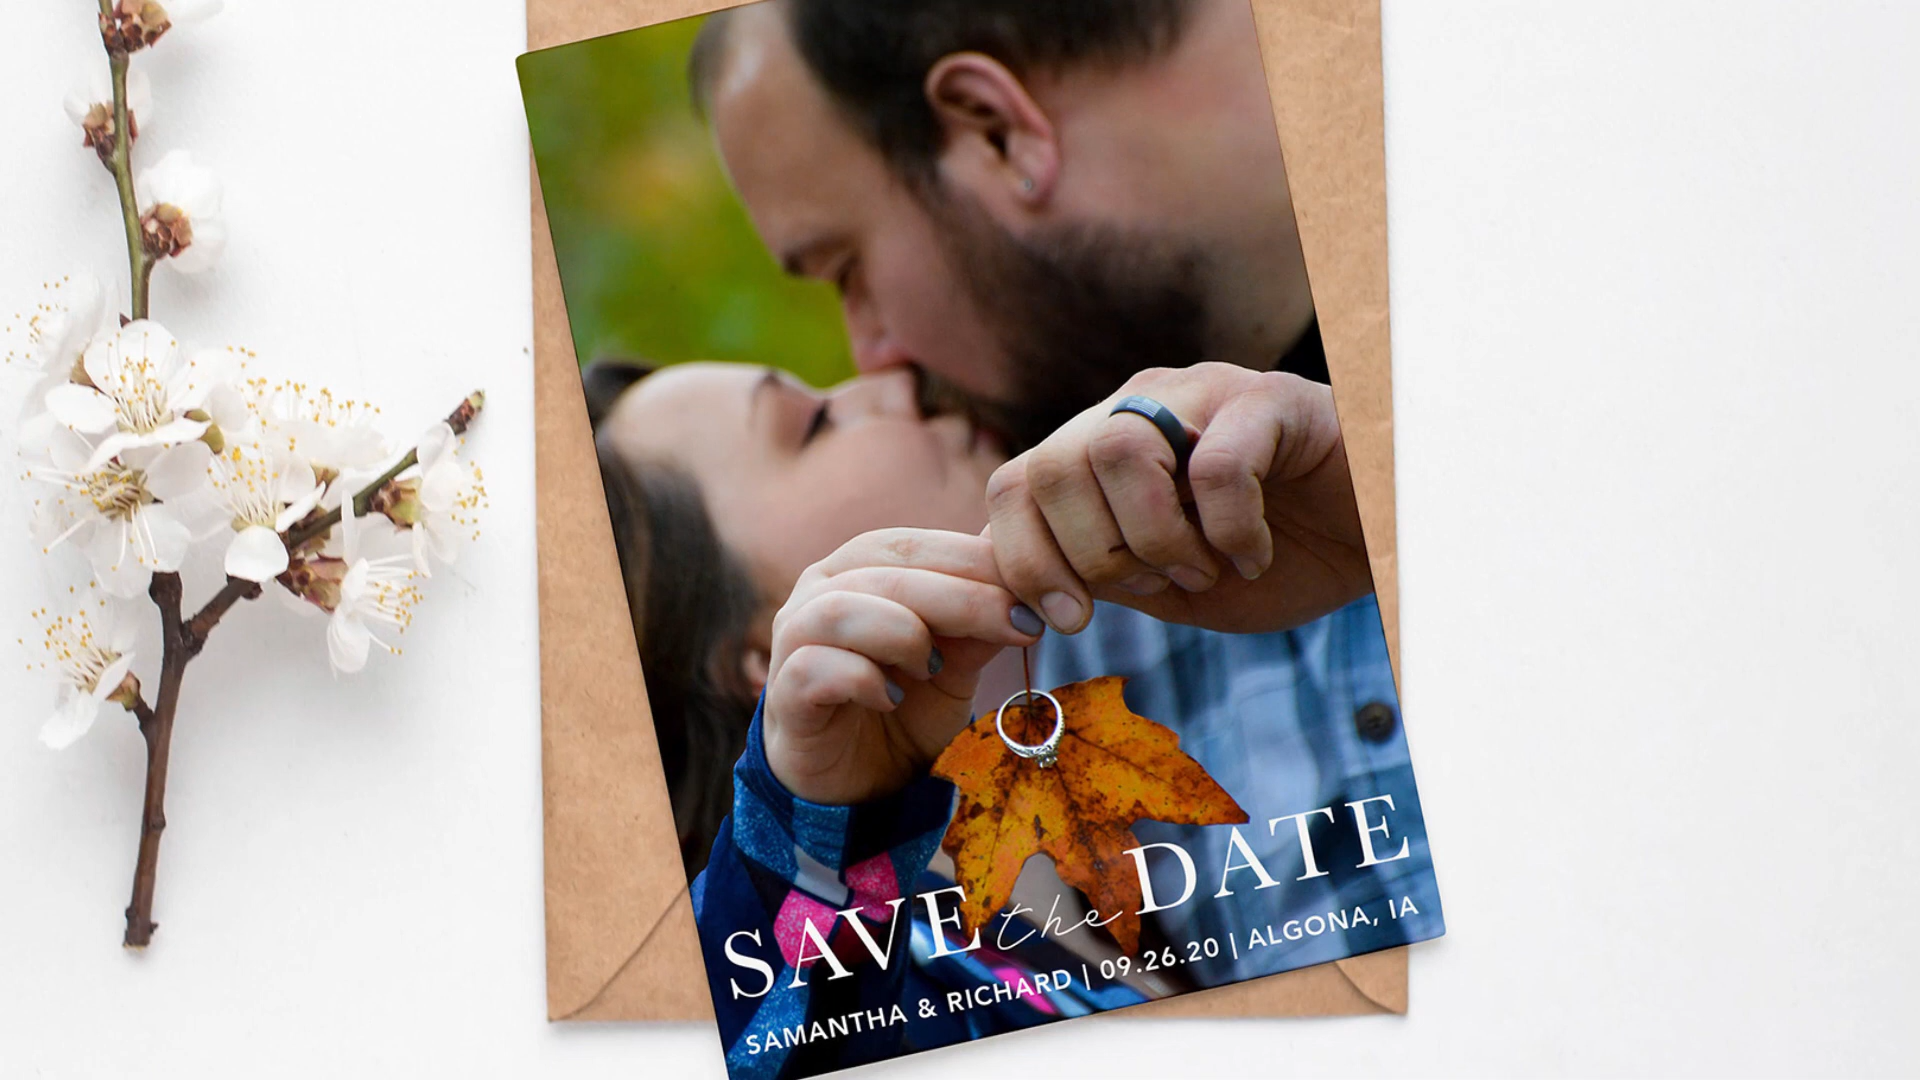 SAVE the DATE
SAMANTHA & RICHARD | 09.26.20 | ALGONA, IA